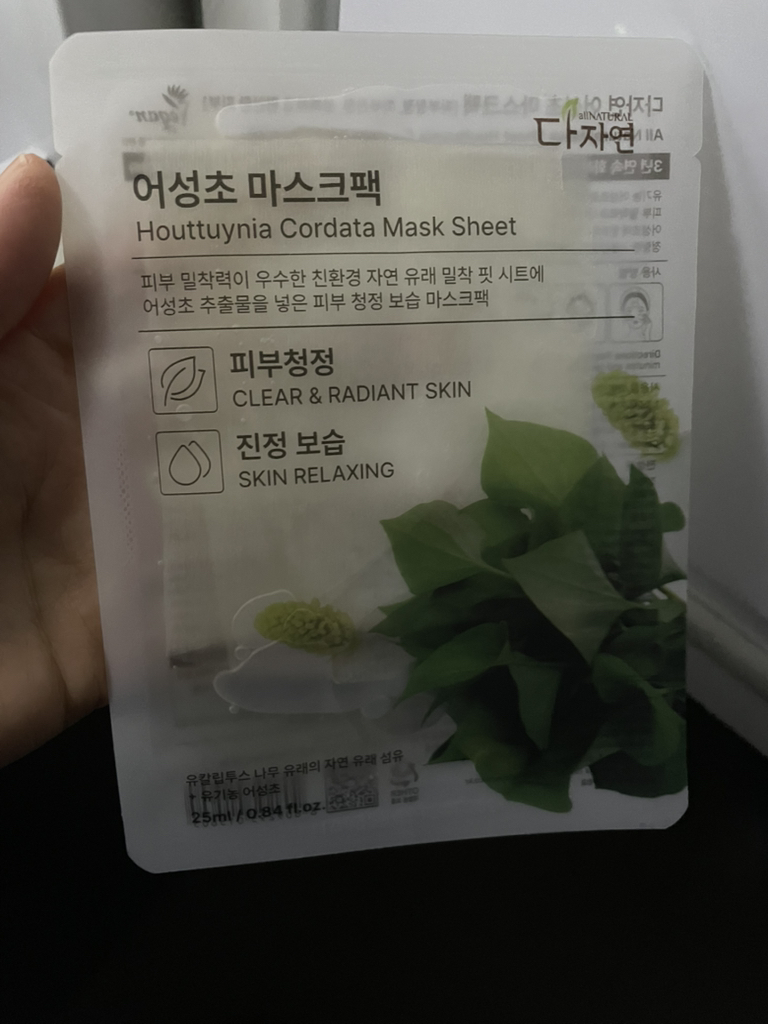 allNATURAL
다자연
어성초 마스크팩
Houttuynia Cordata Mask Sheet
피부 밀착력이 우수한 친환경 자연 유래 밀착 핏 시트에
어성초 추출물을 넣은 피부 청정 보습 마스크팩
피부청정
CLEAR & RADIANT SKIN
진정 보습
SKIN RELAXING
유칼립투스 나무 유래의 자연 유래 섬유
+ 유기농 어성초
25ml / 0.84 fl.oz.